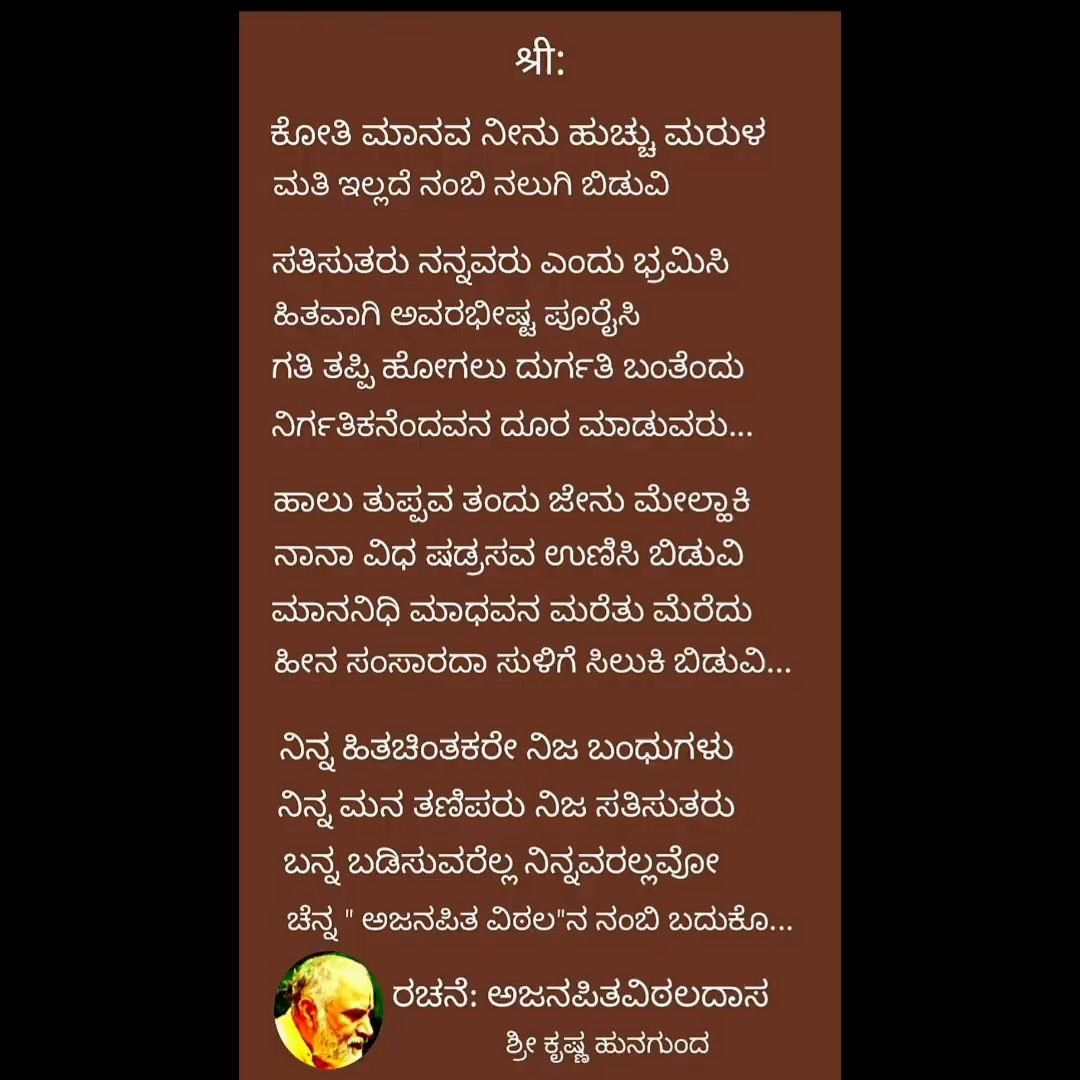 श्री:
ಕೋತಿ ಮಾನವ ನೀನು ಹುಚ್ಚು ಮರುಳ
ಮತಿ ಇಲ್ಲದೆ ನಂಬಿ ನಲುಗಿ ಬಿಡುವಿ
ಸತಿಸುತರು ನನ್ನವರು ಎಂದು ಭ್ರಮಿಸಿ
ಹಿತವಾಗಿ ಅವರಭೀಷ್ಟ ಪೂರೈಸಿ
ಗತಿ ತಪ್ಪಿ ಹೋಗಲು ದುರ್ಗತಿ ಬಂತೆಂದು
ನಿರ್ಗತಿಕನೆಂದವನ ದೂರ ಮಾಡುವರು...
ಹಾಲು ತುಪ್ಪವ ತಂದು ಜೇನು ಮೇಲ್ಹಾಕಿ
ನಾನಾ ವಿಧ ಷಡ್ರಸವ ಉಣಿಸಿ ಬಿಡುವಿ
ಮಾನನಿಧಿ ಮಾಧವನ ಮರೆತು ಮೆರೆದು
ಹೀನ ಸಂಸಾರದಾ ಸುಳಿಗೆ ಸಿಲುಕಿ ಬಿಡುವಿ...
ನಿನ್ನ ಹಿತಚಿಂತಕರೇ ನಿಜ ಬಂಧುಗಳು
ನಿನ್ನ ಮನ ತಣಿಪರು ನಿಜ ಸತಿಸುತರು
ಬನ್ನ ಬಡಿಸುವರೆಲ್ಲ ನಿನ್ನವರಲ್ಲವೋ
ಚೆನ್ನ " ಅಜನಪಿತ ವಿಠಲ"ನ ನಂಬಿ ಬದುಕೊ...
ರಚನೆ: ಅಜನಪಿತವಿಠಲದಾಸ
ಶ್ರೀ ಕೃಷ್ಣ ಹುನಗುಂದ